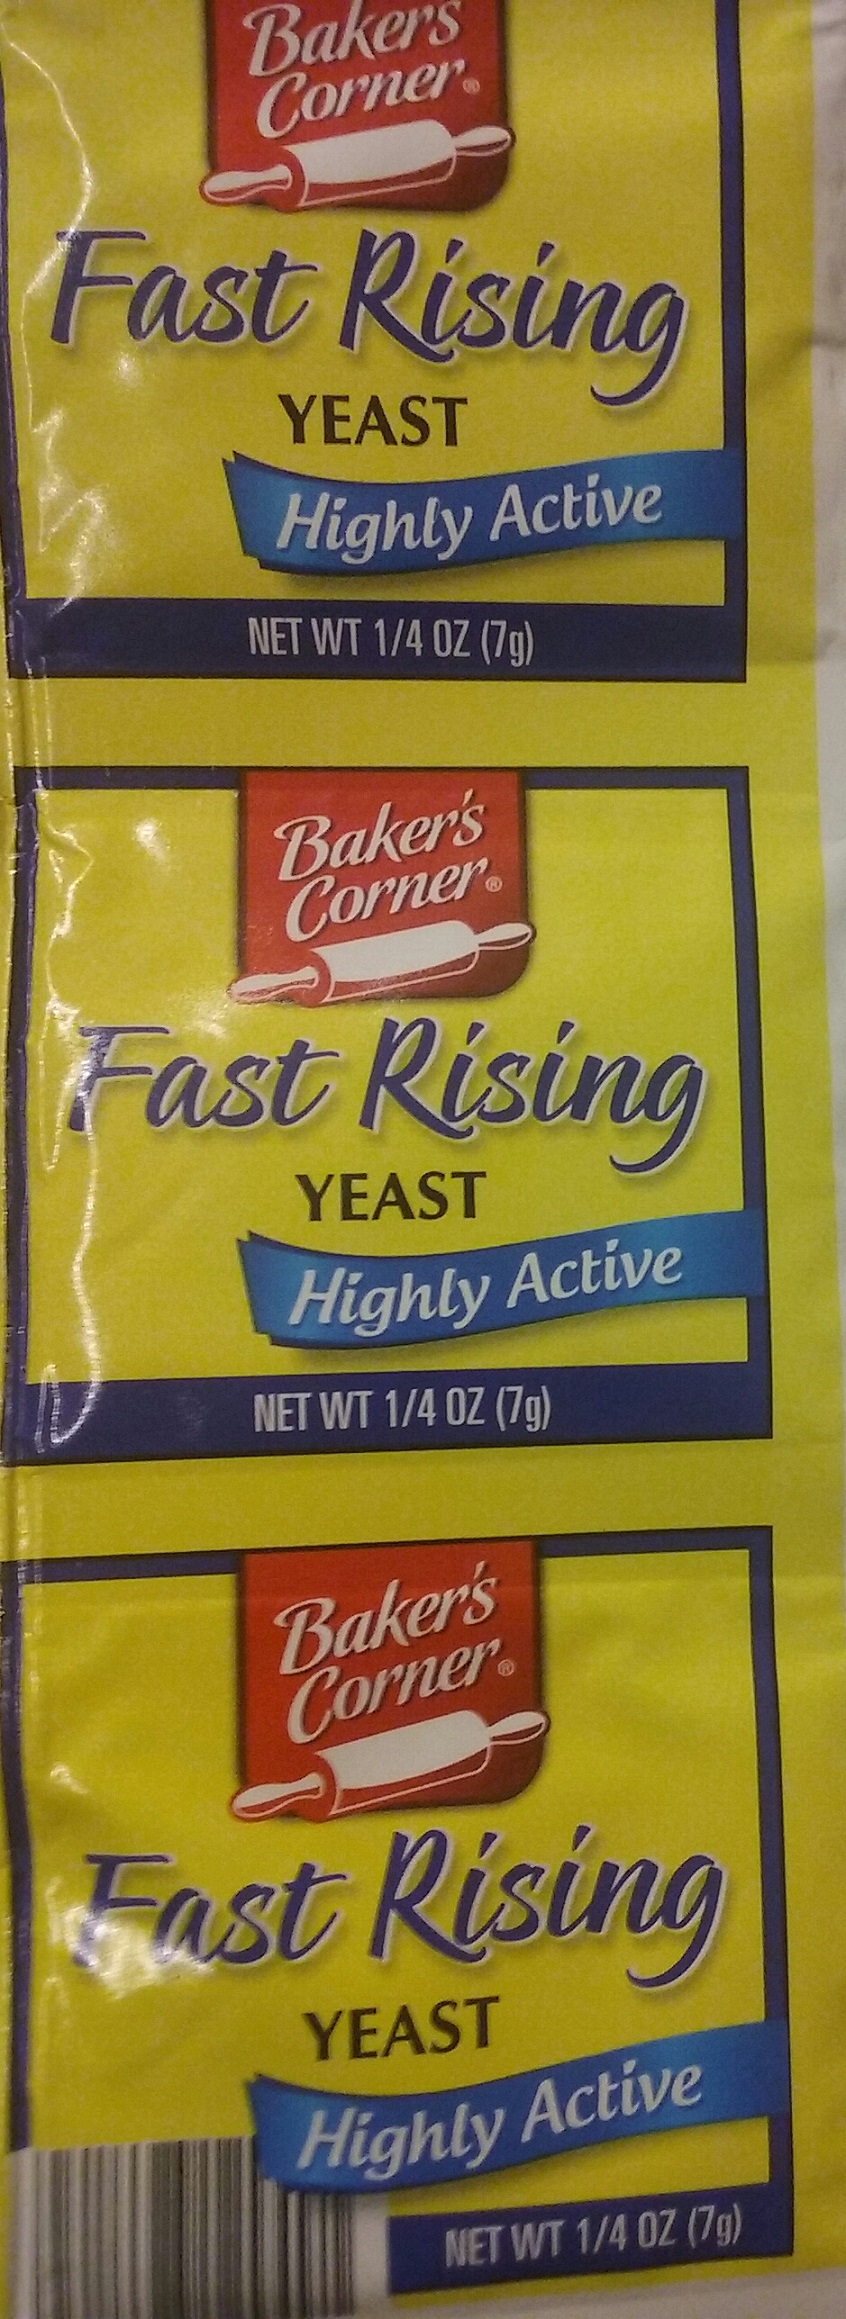 Baker's
Corner®
Fast Rising
YEAST
Highly Active
NET WT 1/4 OZ (7g)
Baker's
Corner®
Fast Rising
YEAST
Highly Active
NET WT 1/4 OZ (7g)
Baker's
Corner®
Fast Rising
YEAST
Highly Active
NET WT 1/4 OZ (7g)